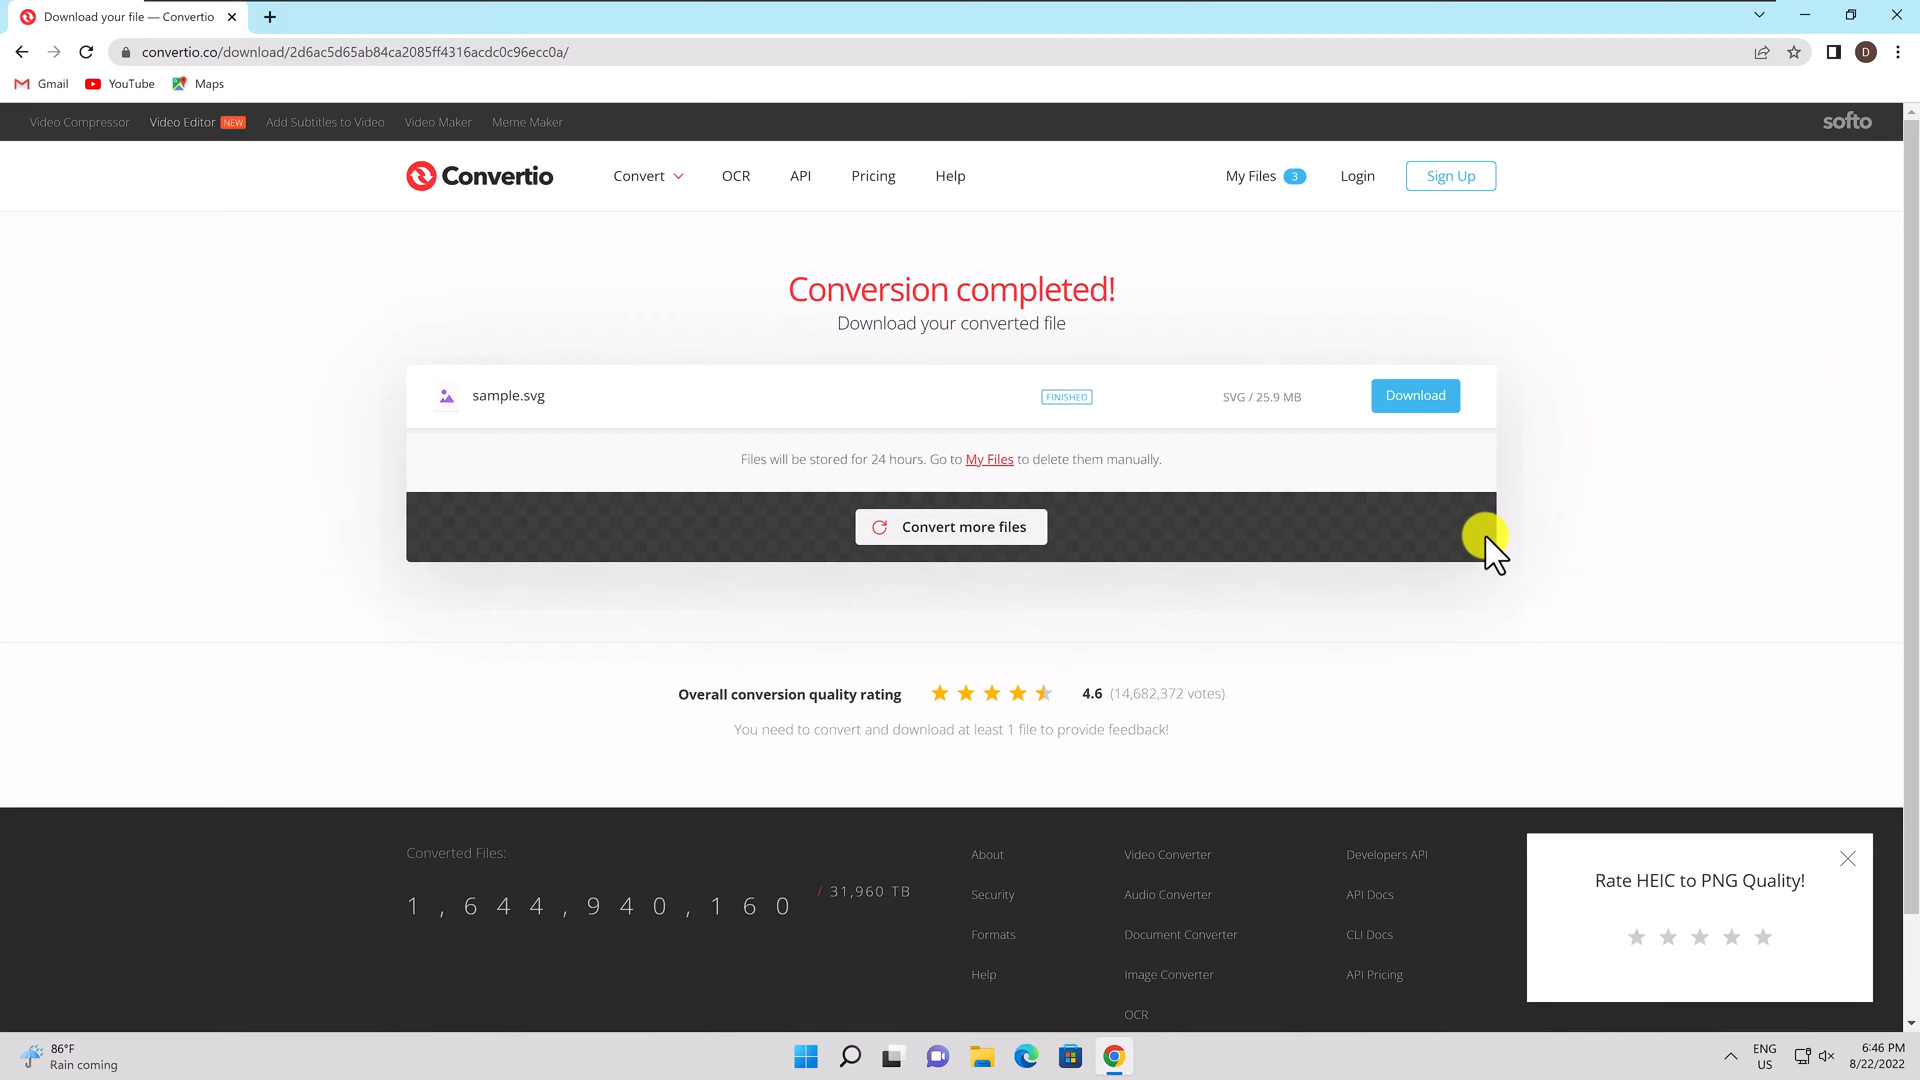 Download your file — Convertio
convertio.co/download/2d6ac5d65ab84ca2085ff4316acdc0c96ecc0a/
D
Gmail YouTube Maps
Video Compressor Video Editor NEW Add Subtitles to Video Video Maker Meme Maker softo
Convertio Convert OCR API Pricing Help My Files 3 Login Sign Up
Conversion completed!
Download your converted file
sample.svg FINISHED SVG / 25.9 MB Download
Files will be stored for 24 hours. Go to My Files to delete them manually.
Convert more files
Overall conversion quality rating 4.6 (14,682,372 votes)
You need to convert and download at least 1 file to provide feedback!
Converted Files:
1,644,940,160 / 31,960 TB
About
Security
Formats
Help
Video Converter
Audio Converter
Document Converter
Image Converter
OCR
Developers API
API Docs
CLI Docs
API Pricing
Rate HEIC to PNG Quality!
86°F
Rain coming
ENG
US
6:46 PM
8/22/2022